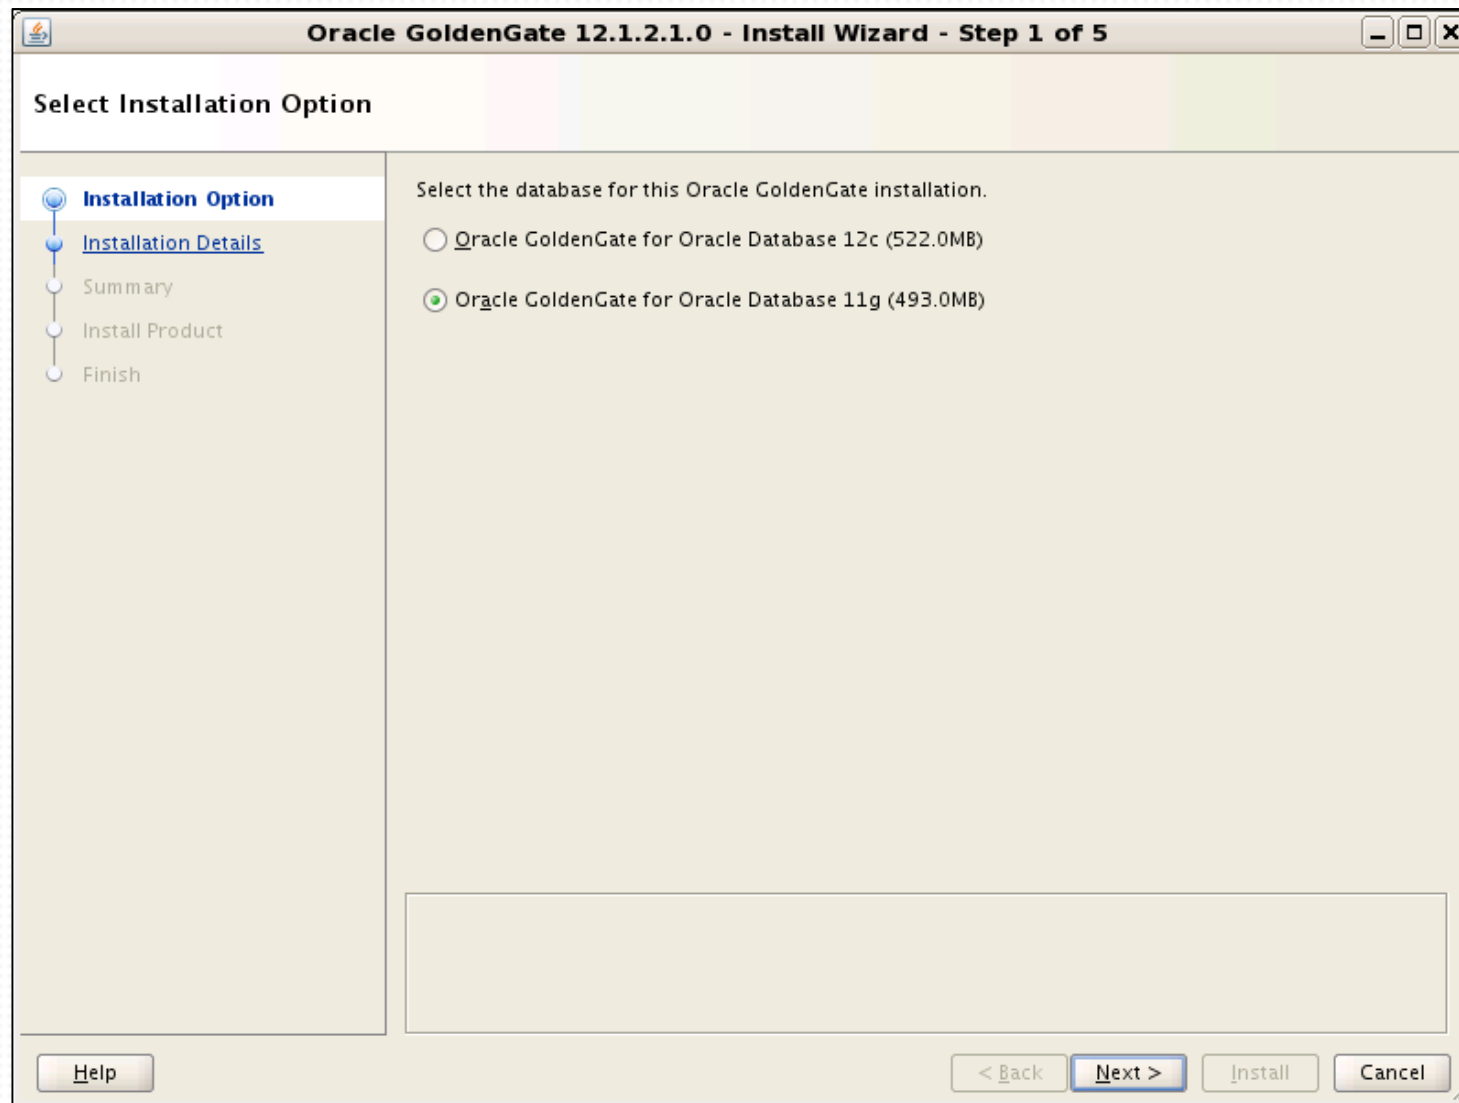 Oracle GoldenGate 12.1.2.1.0 - Install Wizard - Step 1 of 5
Select Installation Option
Installation Option
Installation Details
Summary
Install Product
Finish
Select the database for this Oracle GoldenGate installation.
Oracle GoldenGate for Oracle Database 12c (522.0MB)
Oracle GoldenGate for Oracle Database 11g (493.0MB)
Help
< Back
Next >
Install
Cancel